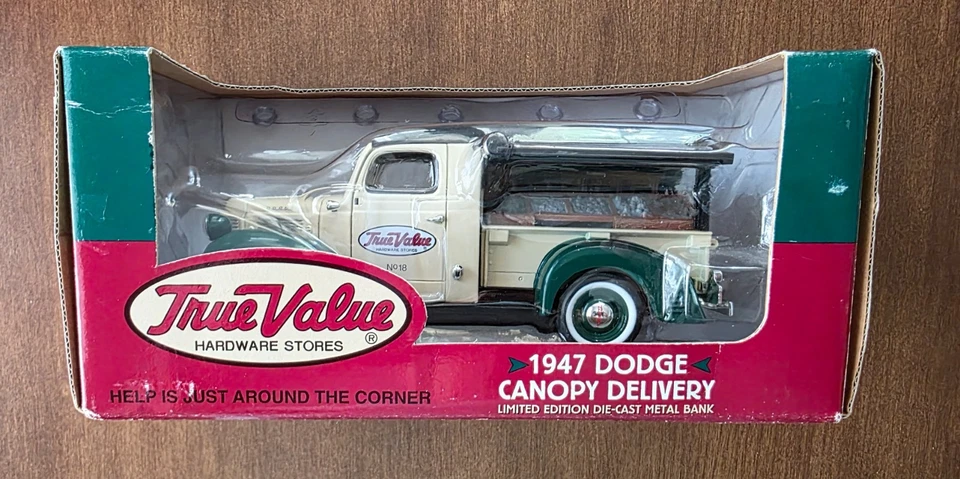 True Value
HARDWARE STORES
No18
True Value
HARDWARE STORES ®
HELP IS JUST AROUND THE CORNER
1947 DODGE
CANOPY DELIVERY
LIMITED EDITION DIE-CAST METAL BANK